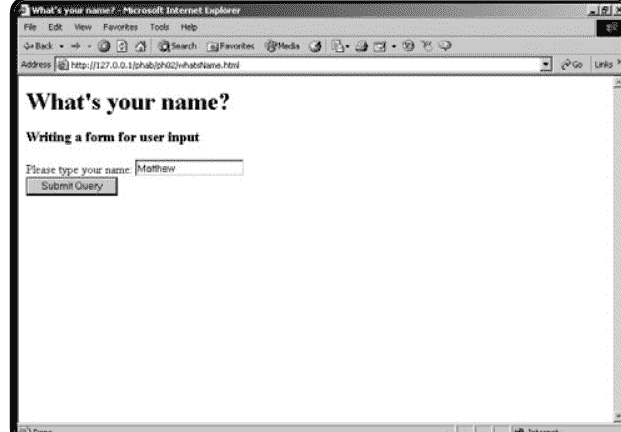 What's your name? - Microsoft Internet Explorer
File Edit View Favorites Tools Help
Back Search Favorites Media
Address http://127.0.0.1/phab/ph02/whatsName.html Go Links
What's your name?
Writing a form for user input
Please type your name: Matthew
Submit Query
Done Internet